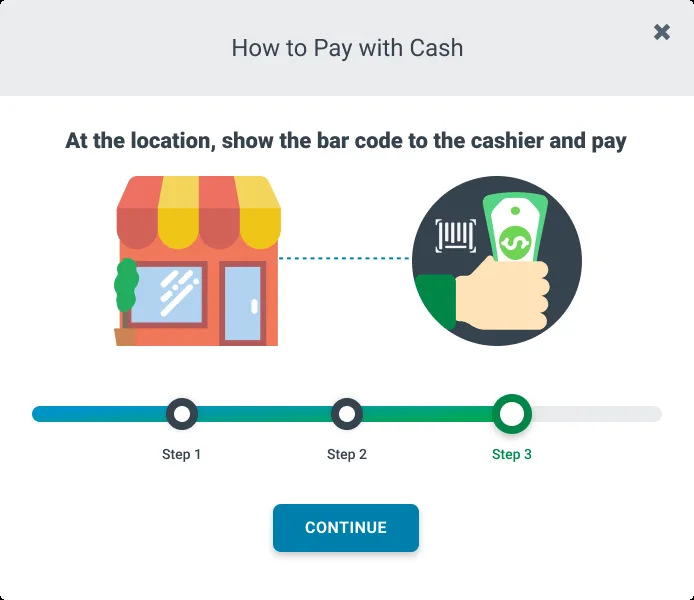 How to Pay with Cash
At the location, show the bar code to the cashier and pay
Step 1
Step 2
Step 3
CONTINUE